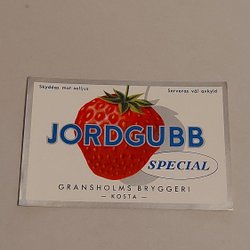 Skyddas mot solljus
Serveras väl avkyld
JORDGUBB
SPECIAL
GRANSHOLMS BRYGGERI
— KOSTA —